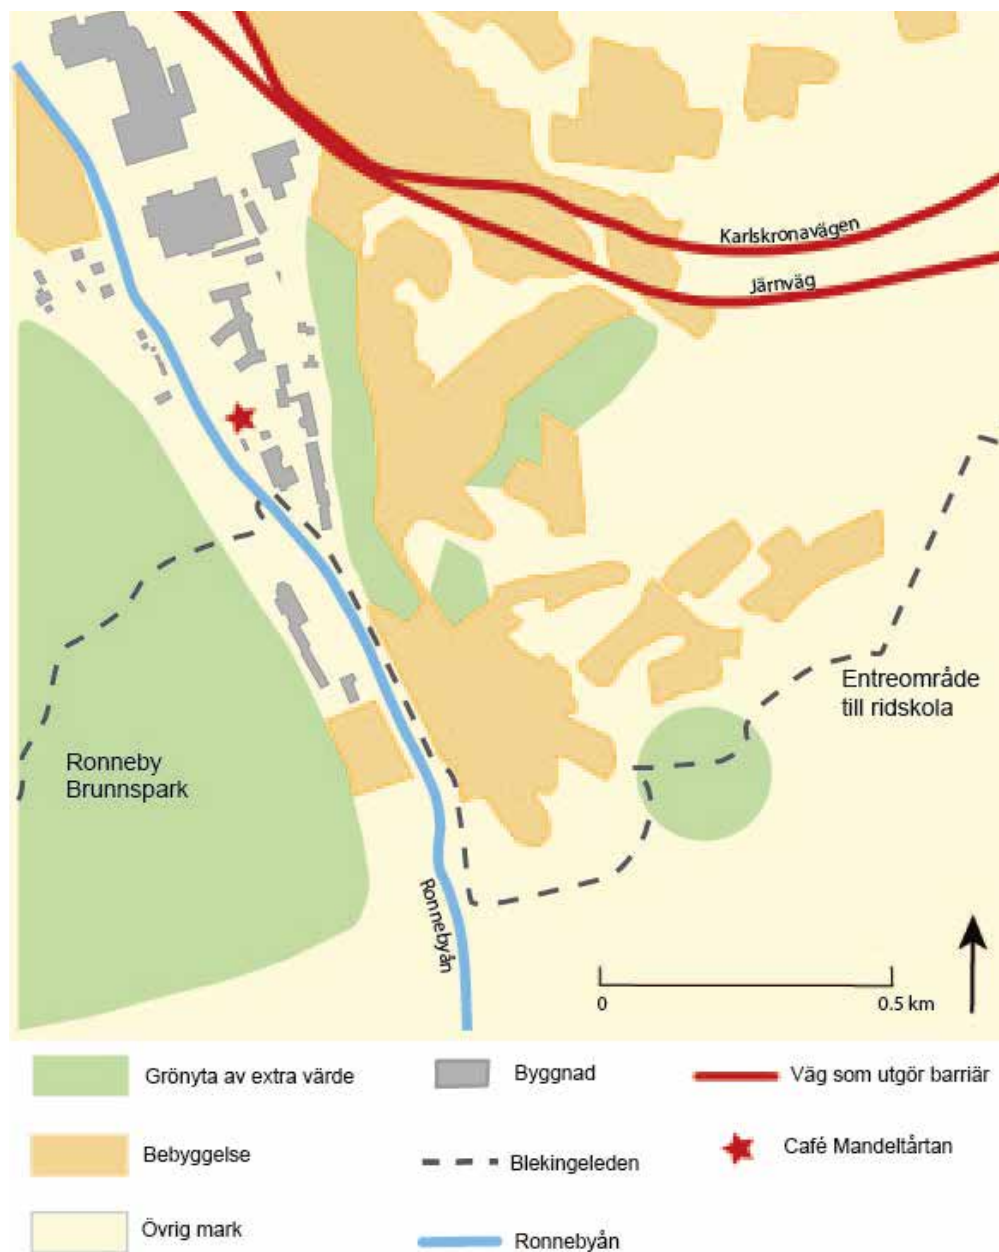 Karlskronavägen
Järnväg
Entreområde
till ridskola
Ronneby
Brunnspark
Ronnebyån
0
0.5 km
Grönyta av extra värde
Byggnad
Väg som utgör barriär
Bebyggelse
Blekingeleden
Café Mandeltårtan
Övrig mark
Ronnebyån